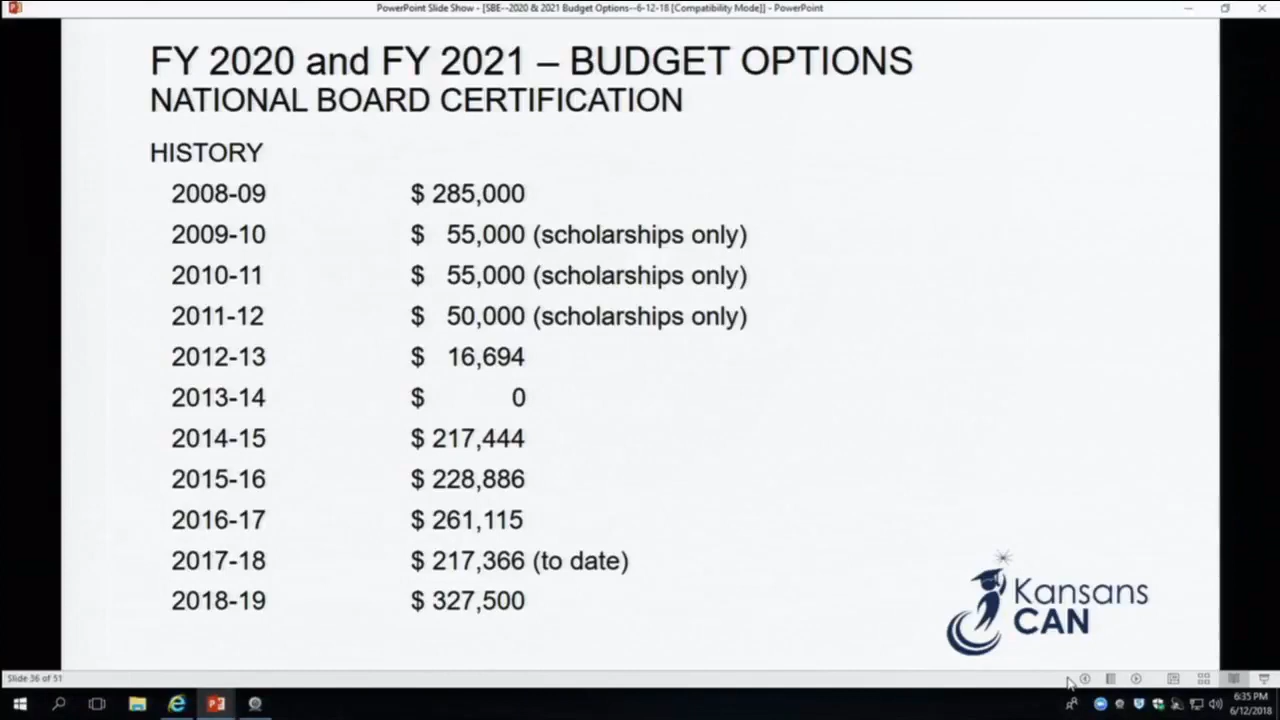 PowerPoint Slide Show - [SBE--2020 & 2021 Budget Options--6-12-18 [Compatibility Mode]] - PowerPoint
FY 2020 and FY 2021 – BUDGET OPTIONS
NATIONAL BOARD CERTIFICATION
HISTORY
2008-09 $ 285,000
2009-10 $ 55,000 (scholarships only)
2010-11 $ 55,000 (scholarships only)
2011-12 $ 50,000 (scholarships only)
2012-13 $ 16,694
2013-14 $ 0
2014-15 $ 217,444
2015-16 $ 228,886
2016-17 $ 261,115
2017-18 $ 217,366 (to date)
2018-19 $ 327,500
Kansans
CAN
Slide 36 of 51
6:35 PM
6/12/2018